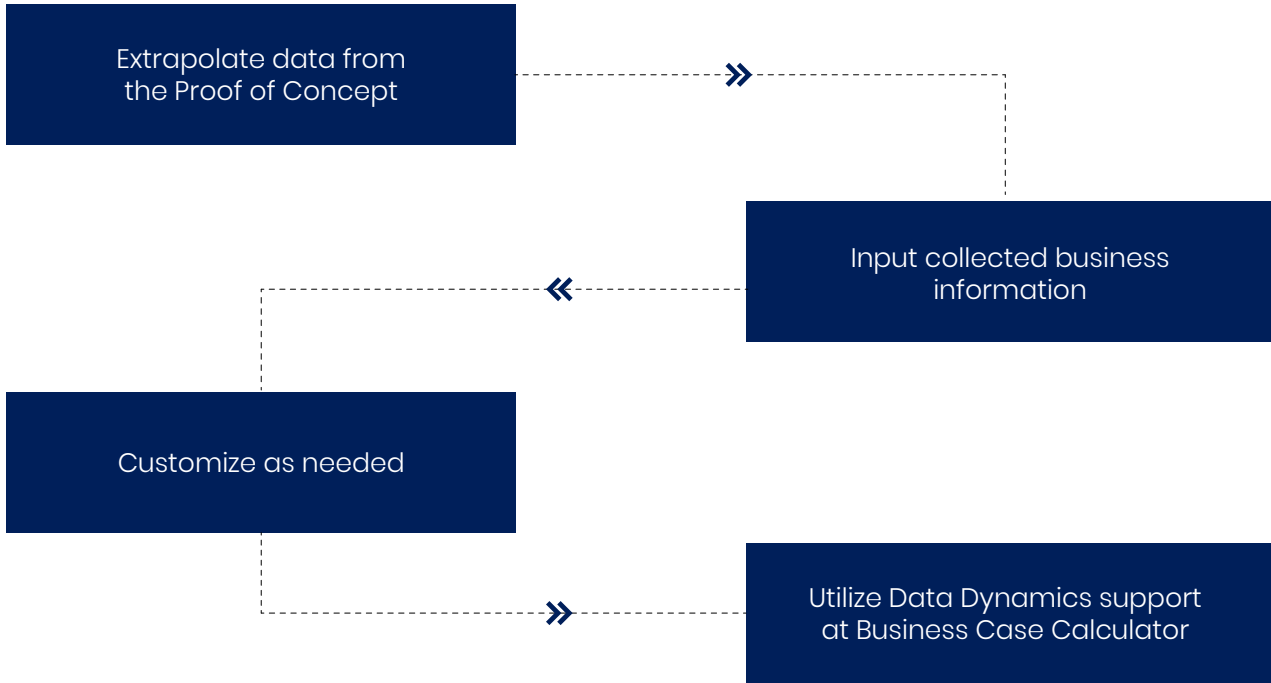 Extrapolate data from
the Proof of Concept
Input collected business
information
Customize as needed
Utilize Data Dynamics support
at Business Case Calculator